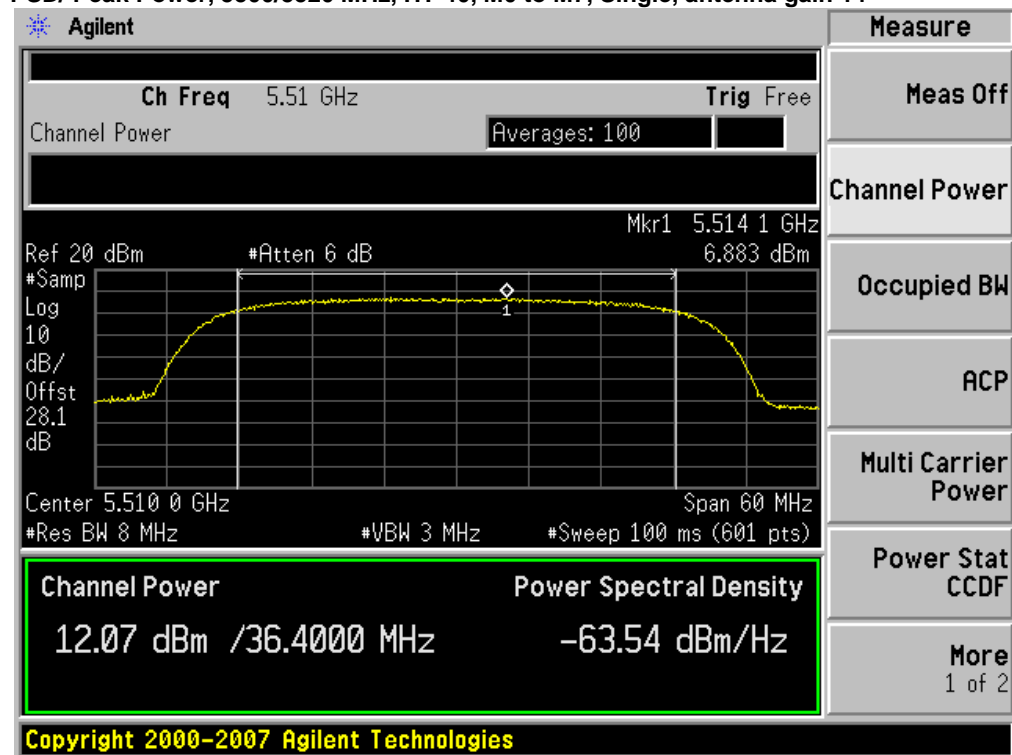 Agilent
Measure
Ch Freq 5.51 GHz Trig Free
Meas Off
Channel Power Averages: 100
Channel Power
Mkr1 5.514 1 GHz
Ref 20 dBm #Atten 6 dB 6.883 dBm
#Samp
Log
10
dB/
Offst
28.1
dB
1
Occupied BW
ACP
Center 5.510 0 GHz Span 60 MHz
#Res BW 8 MHz #VBW 3 MHz #Sweep 100 ms (601 pts)
Multi Carrier
Power
Channel Power Power Spectral Density
12.07 dBm /36.4000 MHz -63.54 dBm/Hz
Power Stat
CCDF
More
1 of 2
Copyright 2000-2007 Agilent Technologies